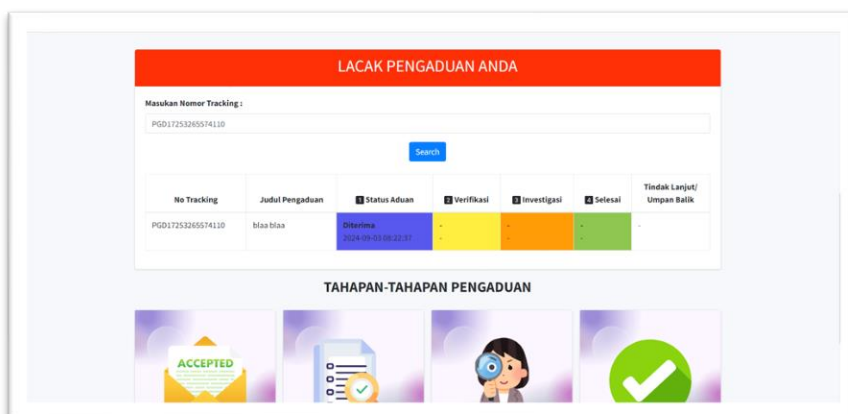 LACAK PENGADUAN ANDA
Masukan Nomor Tracking :
PGD17253265574110
Search
No Tracking Judul Pengaduan 1 Status Aduan 2 Verifikasi 3 Investigasi 4 Selesai Tindak Lanjut/
Umpan Balik
PGD17253265574110 blaa blaa Diterima - - - -
2024-09-03 08:22:37 - - -
TAHAPAN-TAHAPAN PENGADUAN
ACCEPTED